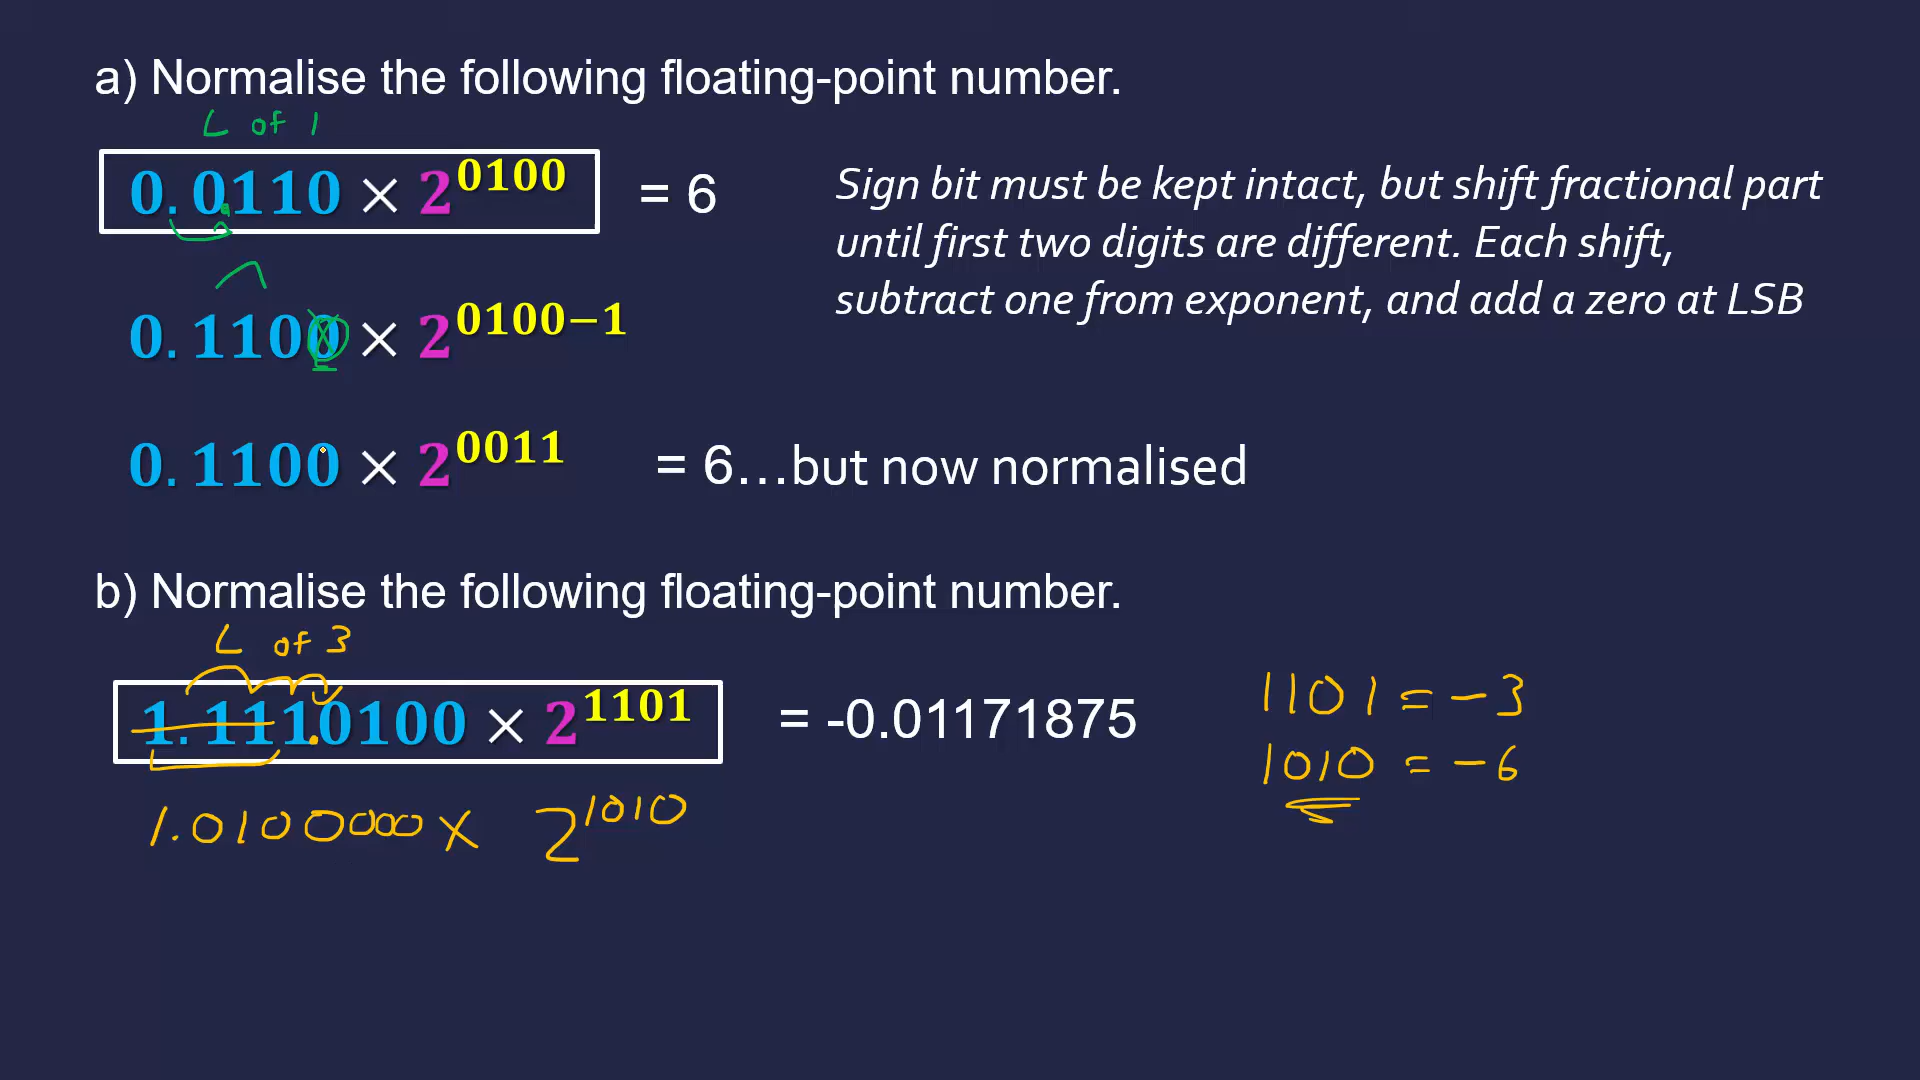 a) Normalise the following floating-point number.
L of 1
0.0110 × 2^0100 = 6
Sign bit must be kept intact, but shift fractional part
until first two digits are different. Each shift,
subtract one from exponent, and add a zero at LSB
0.1100 × 2^0100−1
0.1100 × 2^0011 = 6...but now normalised
b) Normalise the following floating-point number.
L of 3
1.1110100 × 2^1101 = -0.01171875
1101 = -3
1010 = -6
1.0100000 x 2^1010